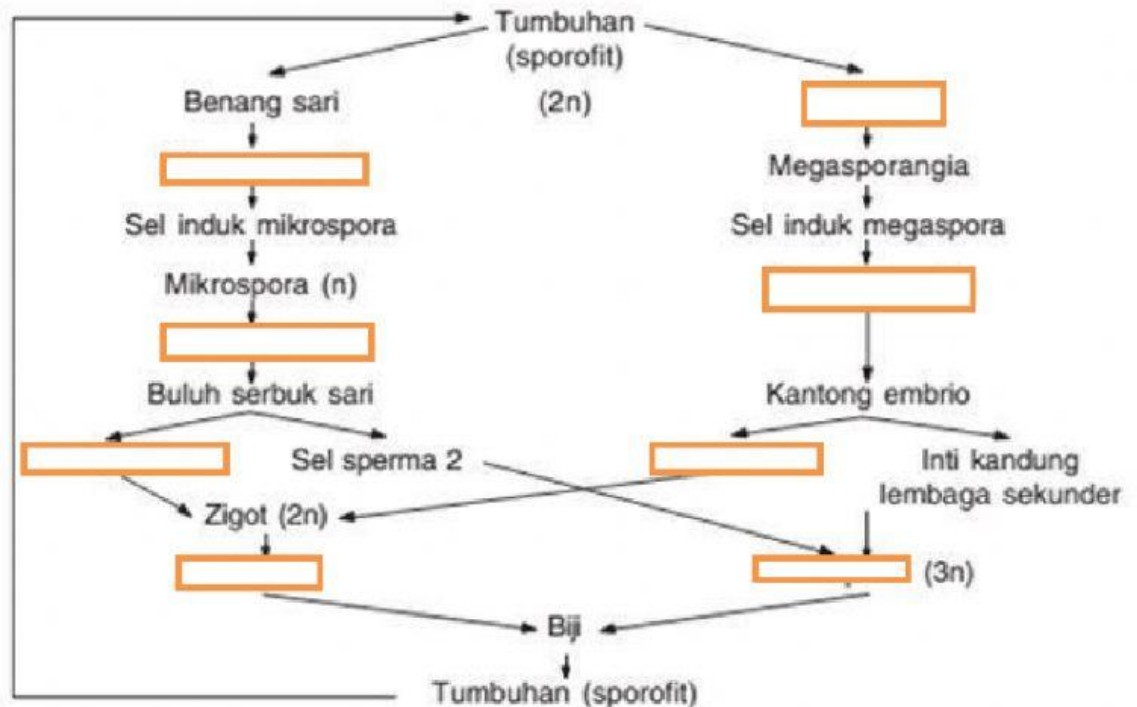 Tumbuhan
(sporofit)
(2n)
Benang sari
Megasporangia
Sel induk mikrospora
Sel induk megaspora
Mikrospora (n)
Buluh serbuk sari
Kantong embrio
Sel sperma 2
Inti kandung
lembaga sekunder
Zigot (2n)
(3n)
Biji
Tumbuhan (sporofit)